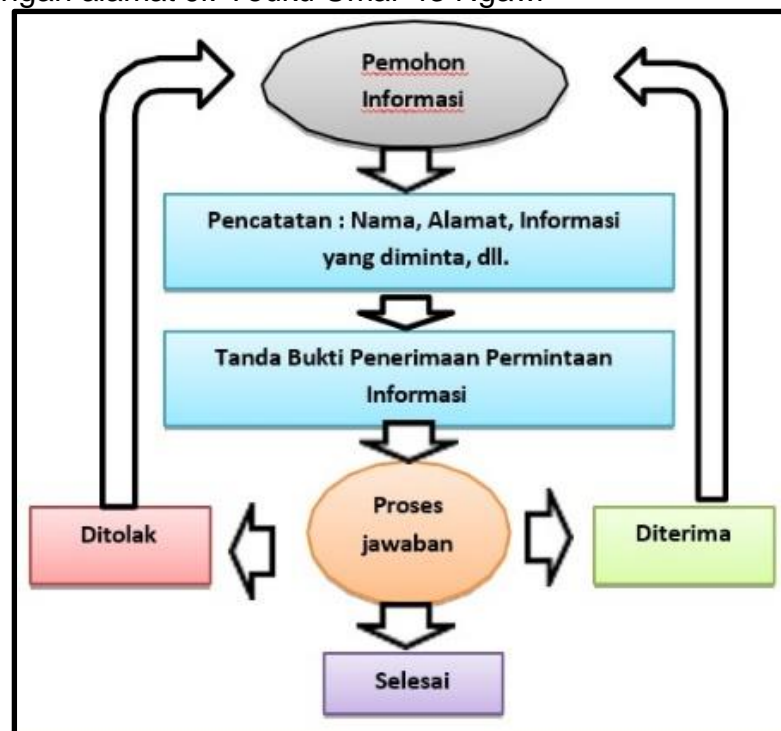 Pemohon
Informasi
Pencatatan : Nama, Alamat, Informasi
yang diminta, dll.
Tanda Bukti Penerimaan Permintaan
Informasi
Proses
jawaban
Ditolak
Diterima
Selesai